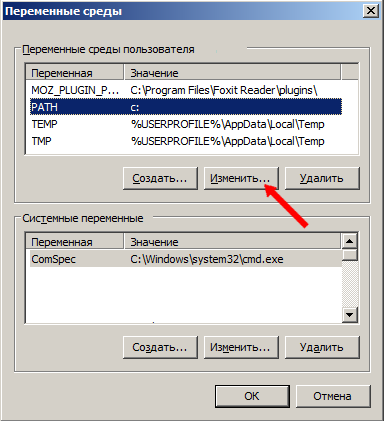 Переменные среды
Переменные среды пользователя
Переменная Значение
MOZ_PLUGIN_P... C:\Program Files\Foxit Reader\plugins\
PATH c:
TEMP %USERPROFILE%\AppData\Local\Temp
TMP %USERPROFILE%\AppData\Local\Temp
Создать... Изменить... Удалить
Системные переменные
Переменная Значение
ComSpec C:\Windows\system32\cmd.exe
Создать... Изменить... Удалить
OK Отмена